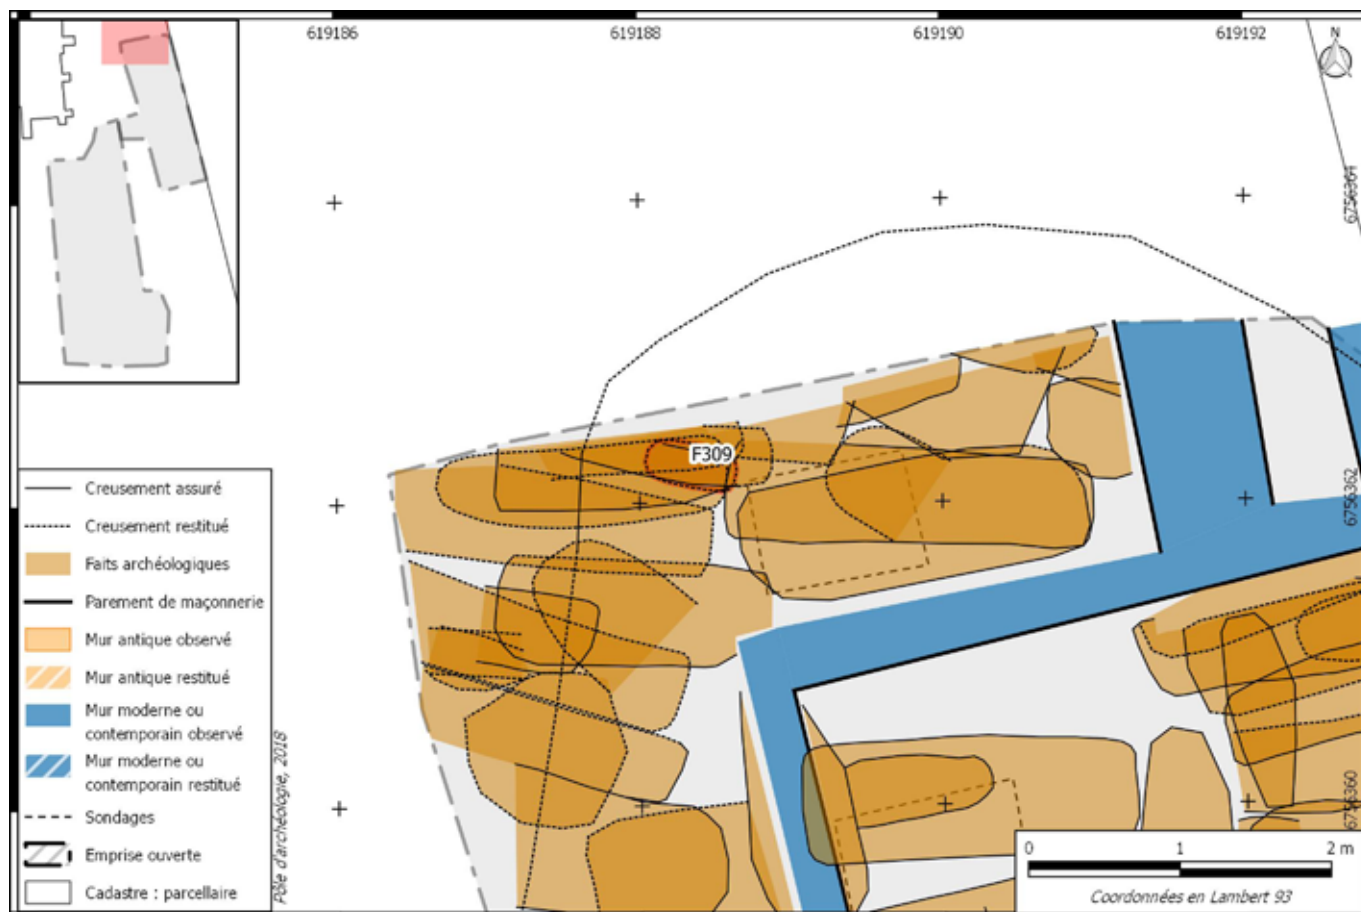 619186
619188
619190
619192
N
6756364
F309
6756362
6756360
Creusement assuré
Creusement restitué
Faits archéologiques
Parement de maçonnerie
Mur antique observé
Mur antique restitué
Mur moderne ou
contemporain observé
Mur moderne ou
contemporain restitué
Sondages
Emprise ouverte
Cadastre : parcellaire
Pôle d'archéologie, 2018
0 1 2 m
Coordonnées en Lambert 93